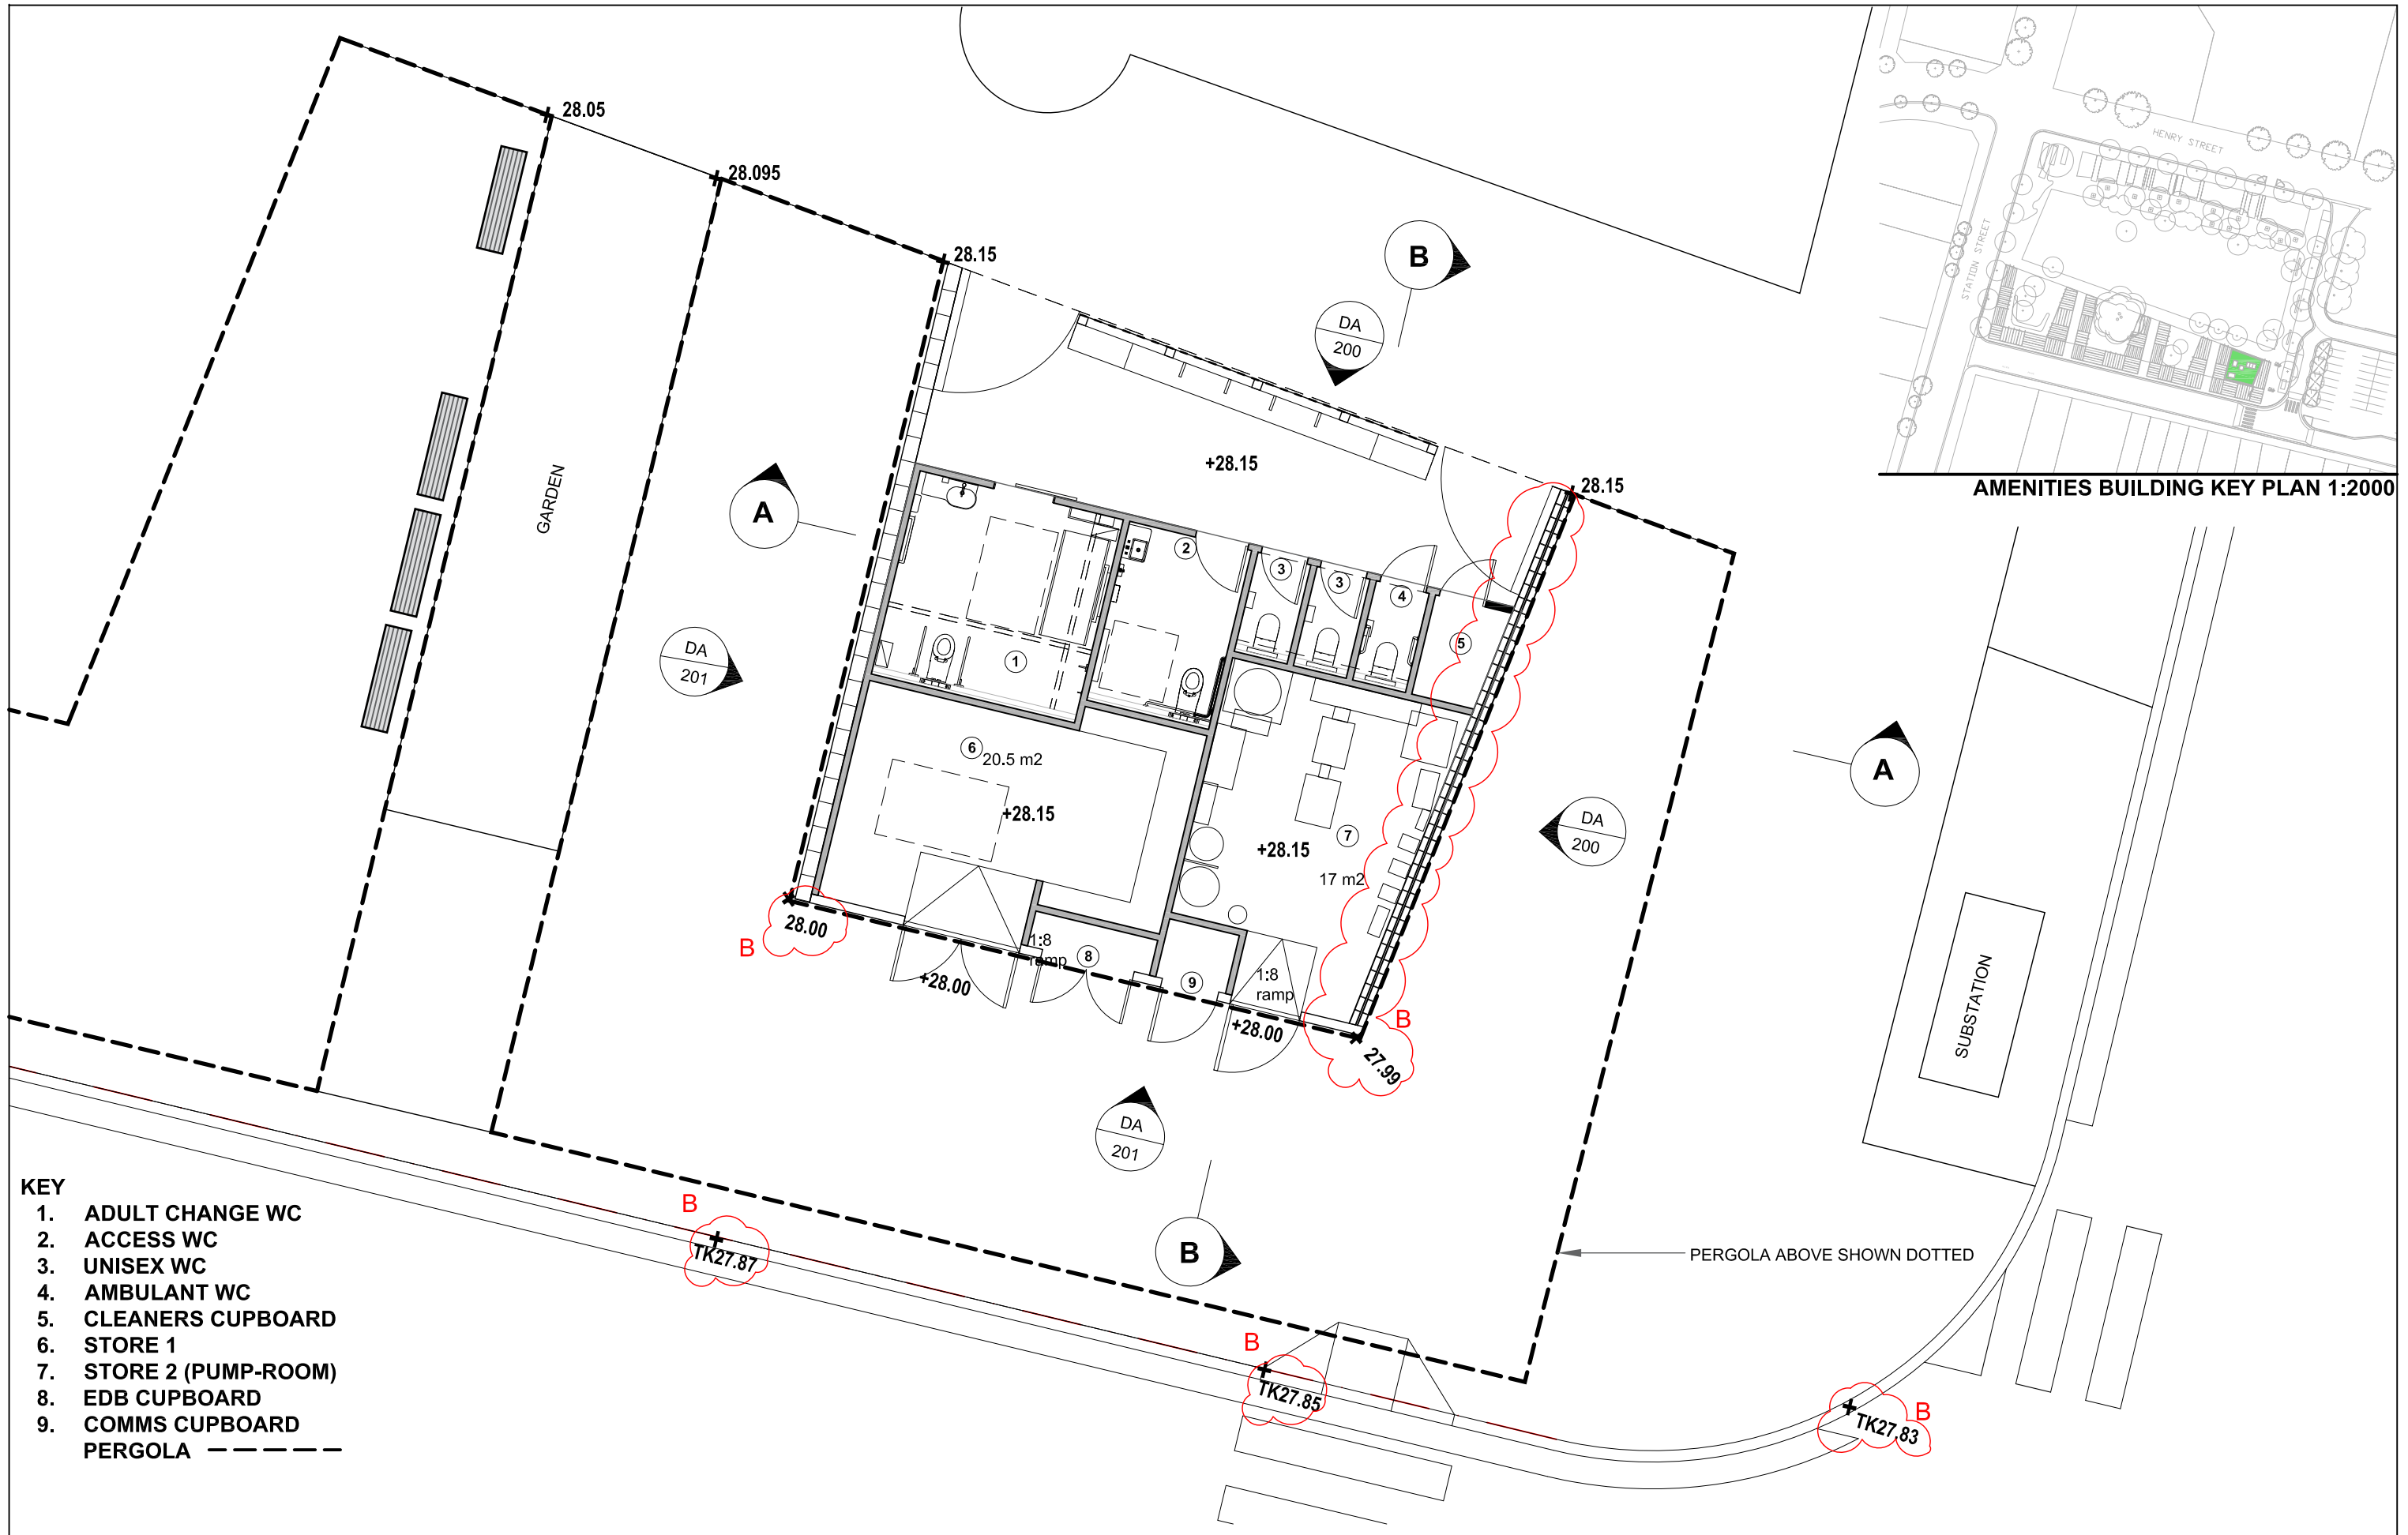 28.05
28.095
28.15
B
DA
200
HENRY STREET
STATION STREET
AMENITIES BUILDING KEY PLAN 1:2000
+28.15
28.15
GARDEN
A
2
3
3
4
5
1
DA
201
6
20.5 m2
+28.15
7
+28.15
17 m2
DA
200
A
28.00
B
1:8
ramp
8
9
1:8
ramp
+28.00
+28.00
B
27.99
SUBSTATION
DA
201
B
PERGOLA ABOVE SHOWN DOTTED
B
TK27.87
B
TK27.85
B
TK27.83
KEY
1. ADULT CHANGE WC
2. ACCESS WC
3. UNISEX WC
4. AMBULANT WC
5. CLEANERS CUPBOARD
6. STORE 1
7. STORE 2 (PUMP-ROOM)
8. EDB CUPBOARD
9. COMMS CUPBOARD
PERGOLA